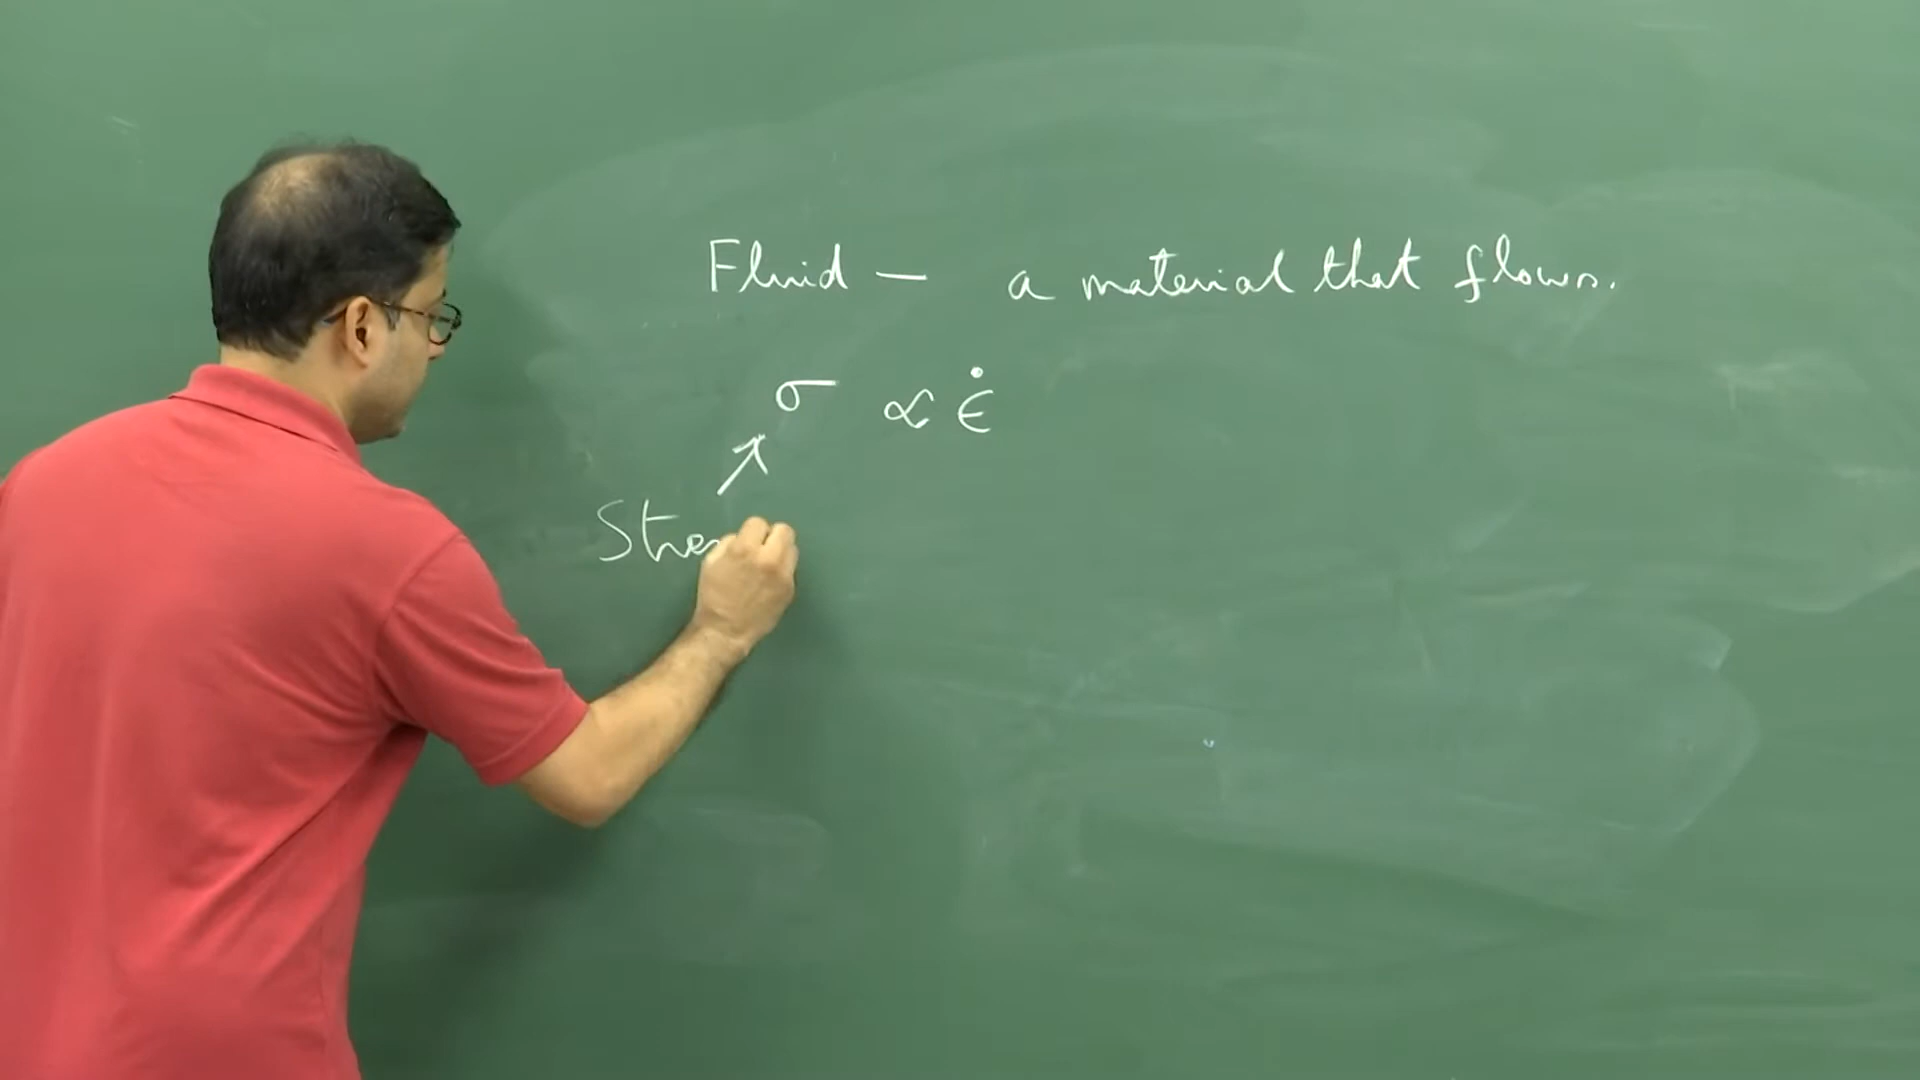 Fluid — a material that flows.
σ ∝ ε̇
Stre